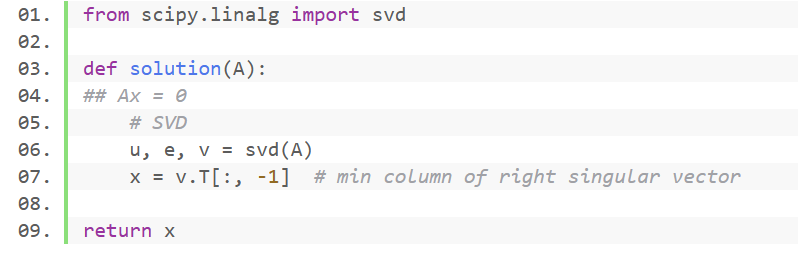 01. from scipy.linalg import svd
02.
03. def solution(A):
04. ## Ax = 0
05.     # SVD
06.     u, e, v = svd(A)
07.     x = v.T[:, -1]  # min column of right singular vector
08.
09. return x